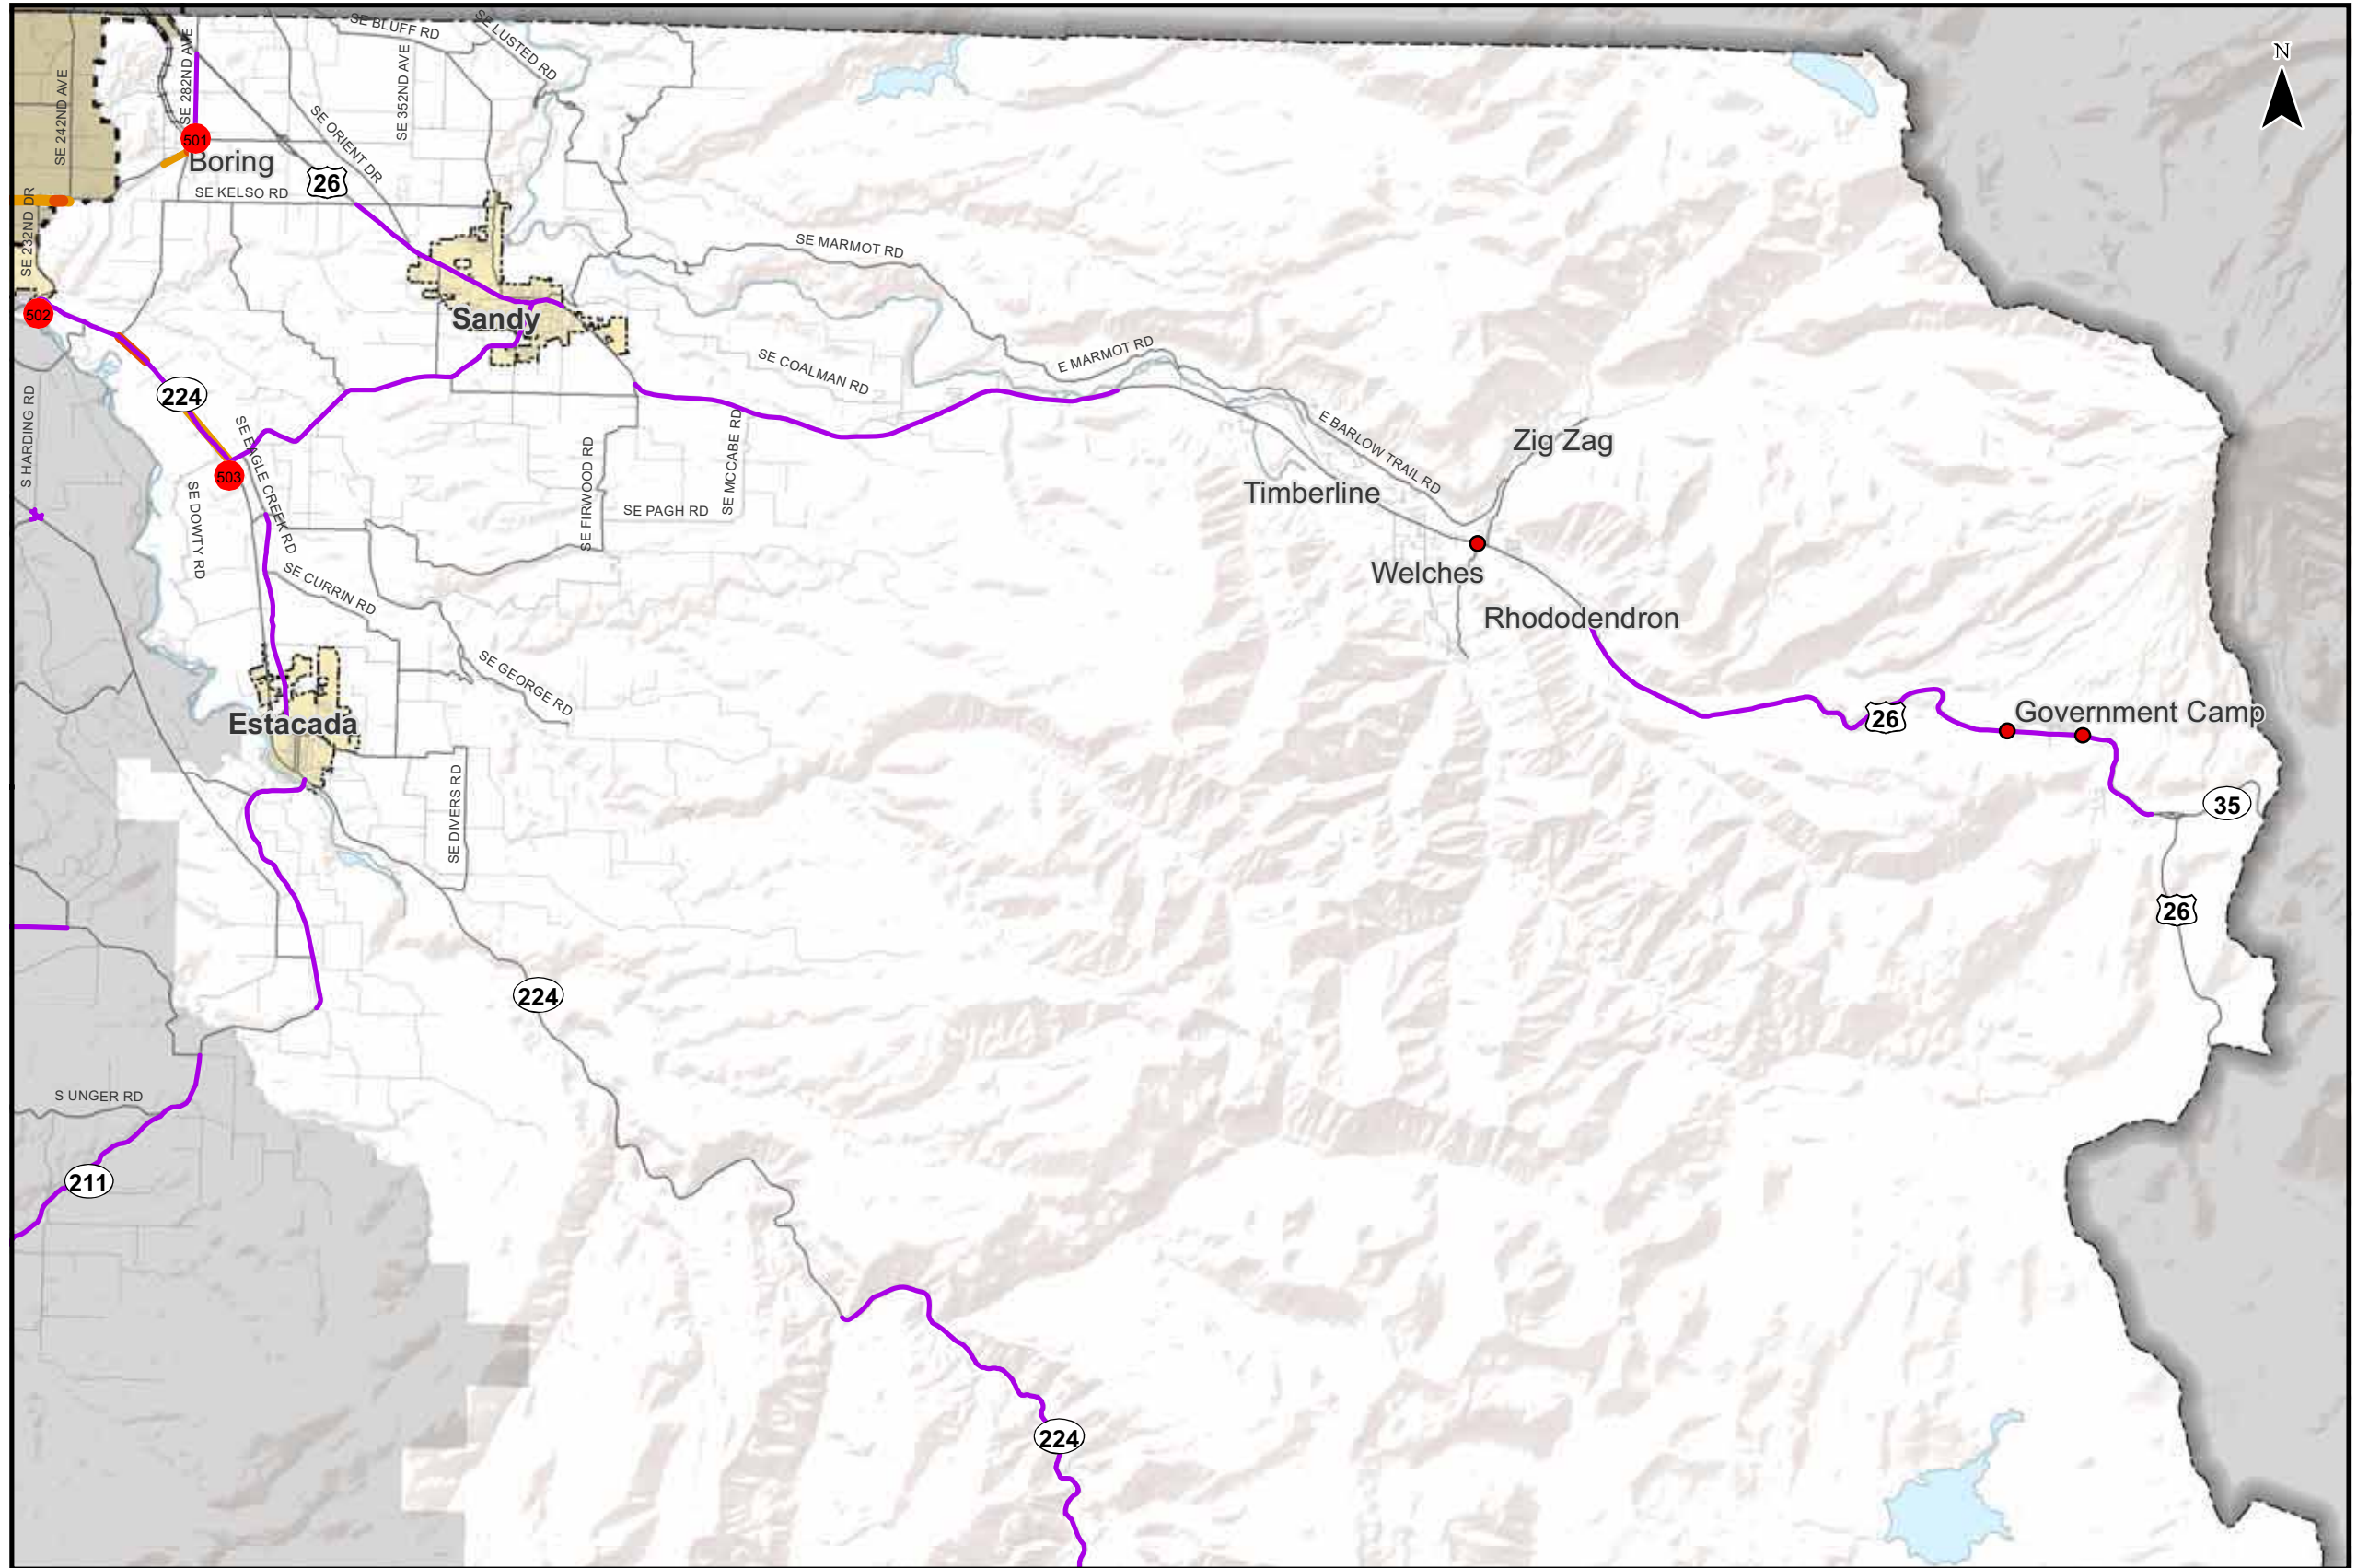 SE BLUFF RD
SE LUSTED RD
N
SE 282ND AVE
SE 352ND AVE
SE 242ND AVE
SE ORIENT DR
501
Boring
26
SE KELSO RD
SE 232ND DR
SE MARMOT RD
502
Sandy
E MARMOT RD
SE COALMAN RD
224
S HARDING RD
SE EAGLE CREEK RD
E BARLOW TRAIL RD
Zig Zag
503
SE DOWTY RD
SE FIRWOOD RD
SE MCCABE RD
Timberline
SE PAGH RD
Welches
SE CURRIN RD
Rhododendron
SE GEORGE RD
Estacada
26
Government Camp
SE DIVERS RD
35
26
224
S UNGER RD
211
224